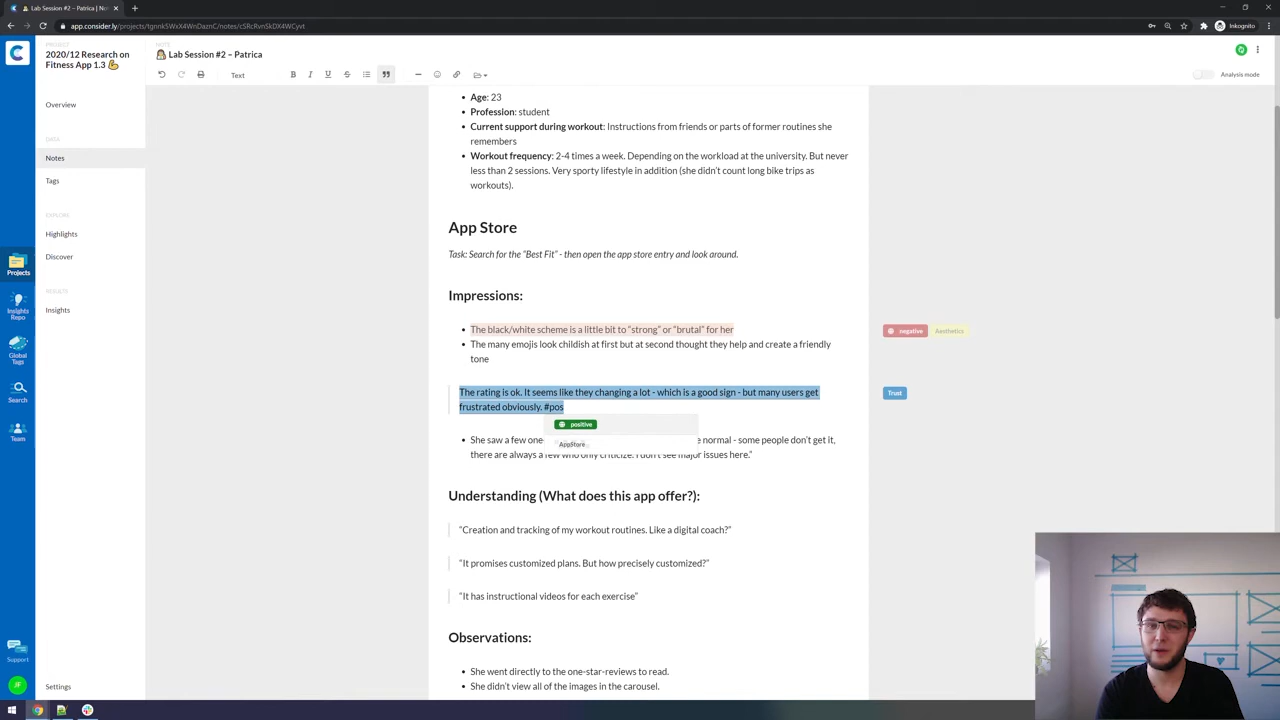 Lab Session #2 – Patrica | Notes
app.consider.ly/projects/tgnnk5WxX4WnDaznC/notes/cSRcRvnSkDX4WCyvt
Inkognito
PROJECT
2020/12 Research on
Fitness App 1.3 💪
NOTE
Lab Session #2 – Patrica
Text
B
I
U
S
Analysis mode
Overview
DATA
Notes
Tags
EXPLORE
Highlights
Discover
RESULTS
Insights
Settings
Projects
Insights
Repo
Global
Tags
Team
Support
JF
Age: 23
Profession: student
Current support during workout: Instructions from friends or parts of former routines she
remembers
Workout frequency: 2-4 times a week. Depending on the workload at the university. But never
less than 2 sessions. Very sporty lifestyle in addition (she didn't count long bike trips as
workouts).
App Store
Task: Search for the “Best Fit” - then open the app store entry and look around.
Impressions:
The black/white scheme is a little bit to “strong” or “brutal” for her
negative
Aesthetics
The many emojis look childish at first but at second thought they help and create a friendly
tone
The rating is ok. It seems like they changing a lot - which is a good sign - but many users get
frustrated obviously. #pos
Trust
positive
AppStore
She saw a few one
normal - some people don't get it,
there are always a few who only criticize. I don't see major issues here.”
Understanding (What does this app offer?):
“Creation and tracking of my workout routines. Like a digital coach?”
“It promises customized plans. But how precisely customized?”
“It has instructional videos for each exercise”
Observations:
She went directly to the one-star-reviews to read.
She didn't view all of the images in the carousel.